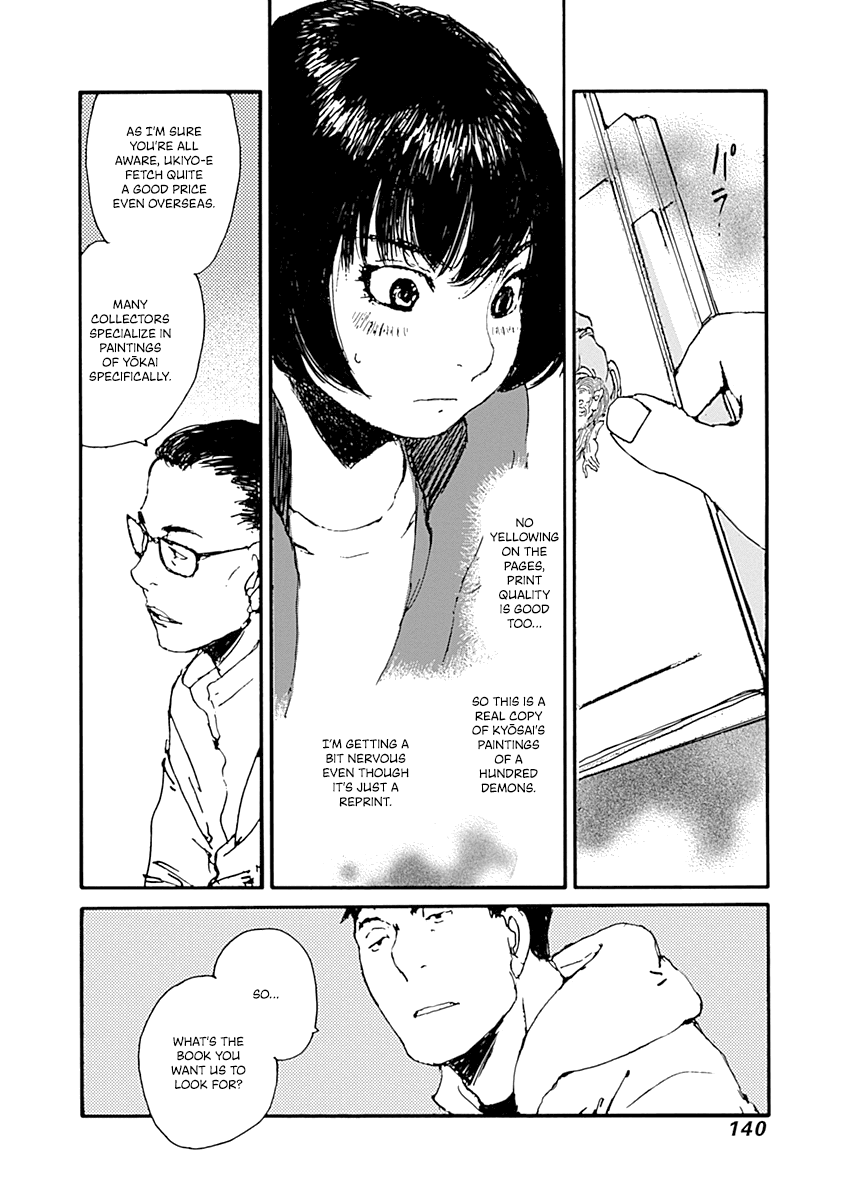 パラ
NO
YELLOWING
ON THE
PAGES,
PRINT
QUALITY
IS GOOD
TOO...
SO THIS IS A
REAL COPY
OF KYŌSAI'S
PAINTINGS
OF A
HUNDRED
DEMONS.
I'M GETTING A
BIT NERVOUS
EVEN THOUGH
IT'S JUST A
REPRINT.
AS I'M SURE
YOU'RE ALL
AWARE, UKIYO-E
FETCH QUITE
A GOOD PRICE
EVEN OVERSEAS.
MANY
COLLECTORS
SPECIALIZE IN
PAINTINGS
OF YŌKAI
SPECIFICALLY.
SO...
WHAT'S THE
BOOK YOU
WANT US TO
LOOK FOR?
140